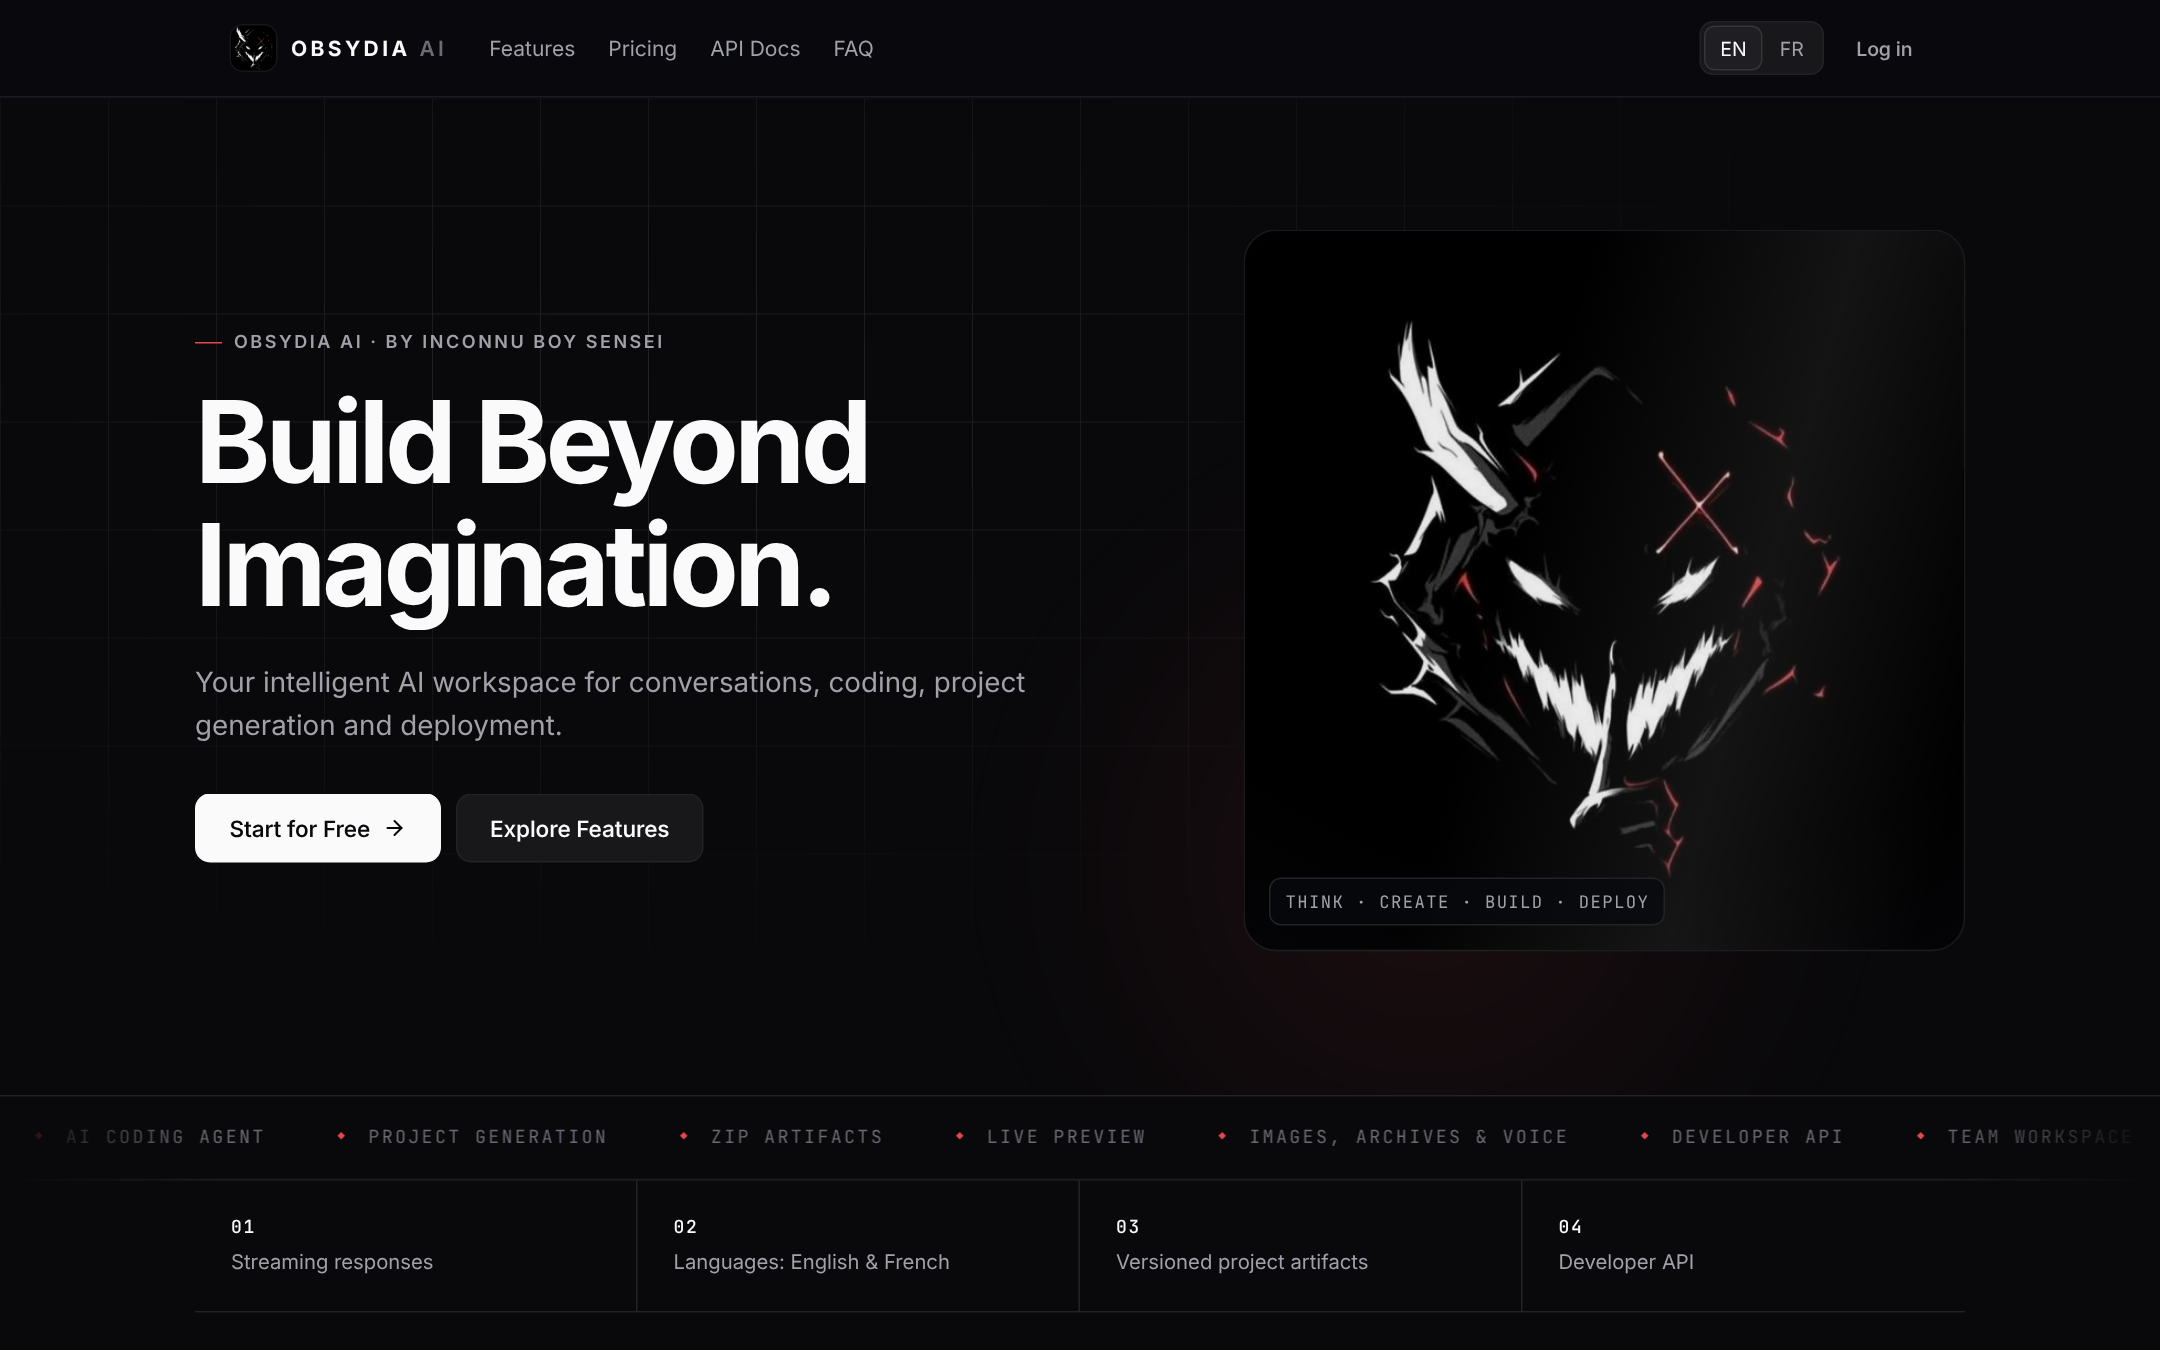 OBSYDIA AI
Features
Pricing
API Docs
FAQ
EN
FR
Log in
OBSYDIA AI · BY INCONNU BOY SENSEI
Build Beyond
Imagination.
Your intelligent AI workspace for conversations, coding, project
generation and deployment.
Start for Free →
Explore Features
THINK · CREATE · BUILD · DEPLOY
AI CODING AGENT
PROJECT GENERATION
ZIP ARTIFACTS
LIVE PREVIEW
IMAGES, ARCHIVES & VOICE
DEVELOPER API
TEAM WORKSPACE
01
Streaming responses
02
Languages: English & French
03
Versioned project artifacts
04
Developer API